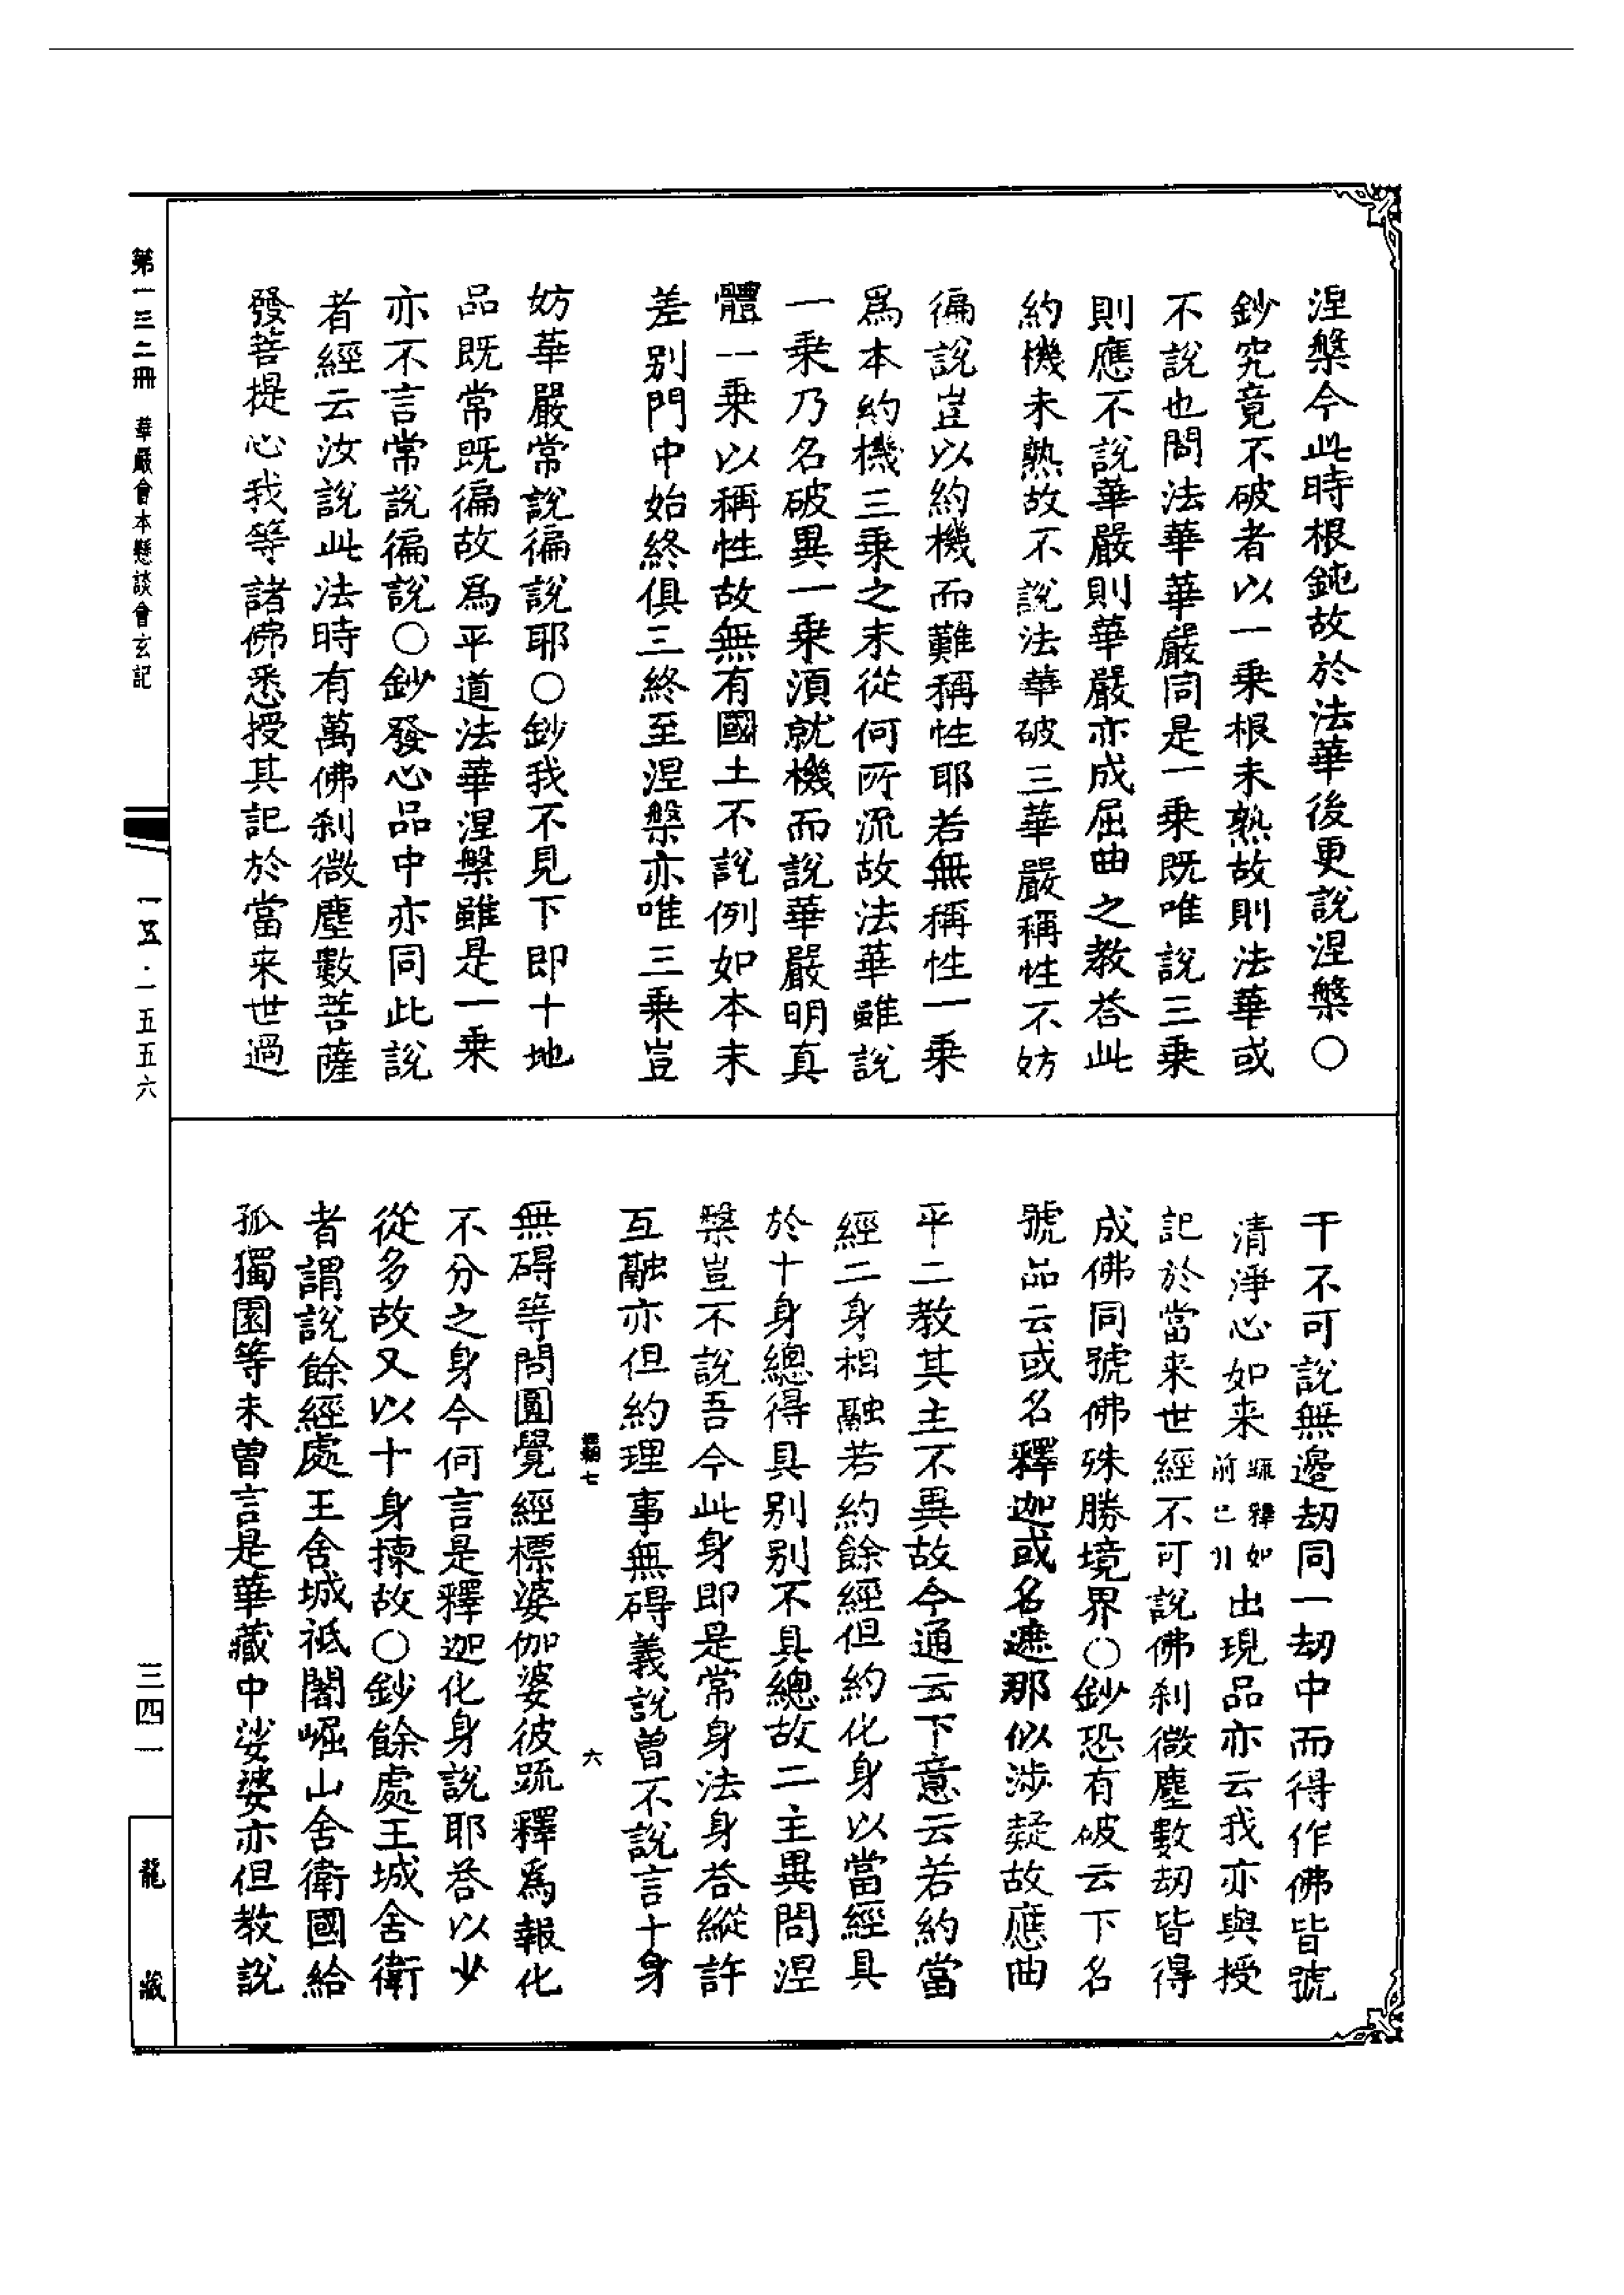 涅槃今此時根鈍故於法華後更說涅槃○
鈔究竟不破者以一乘根未熟故則法華或
不說也問法華華嚴同是一乘既唯說三乘
則應不說華嚴則華嚴亦成屈曲之教荅此
約機未熟故不說法華破三華嚴稱性不妨
徧說豈以約機而難稱性耶若無稱性一乘
爲本約機三乘之末從何所流故法華雖說
一乘乃名破異一乘須就機而說華嚴明真
體一乘以稱性故無有國土不說例如本末
差别門中始終俱三終至涅槃亦唯三乘豈
妨華嚴常說徧說耶○鈔我不見下即十地
品既常既徧故爲平道法華涅槃雖是一乘
亦不言常說徧說○鈔發心品中亦同此說
者經云汝說此法時有萬佛刹微塵數菩薩
發菩提心我等諸佛悉授其記於當来世過
干不可說無邊劫同一劫中而得作佛皆號
清淨心如来疏釋如前已引出現品亦云我亦與授
記於當来世經不可說佛刹微塵數劫皆得
成佛同號佛殊勝境界○鈔恐有破云下名
號品云或名釋迦或名遮那似涉疑故應曲
平二教其主不異故今通云下意云若約當
經二身相融若約餘經但約化身以當經具
於十身總得具别别不具總故二主異問涅
槃豈不說吾今此身即是常身法身荅縱許
互融亦但約理事無碍義說曾不說言十身
七 六
無碍等問圓覺經標婆伽婆彼疏釋爲報化
不分之身今何言是釋迦化身說耶荅以少
從多故又以十身揀故○鈔餘處王城舍衛
者謂說餘經處王舍城祇闍崛山舍衛國給
孤獨園等未曾言是華藏中娑婆亦但教說
第一三二冊 華嚴會本懸談會玄記
一五·一五五六
三四一
龍藏